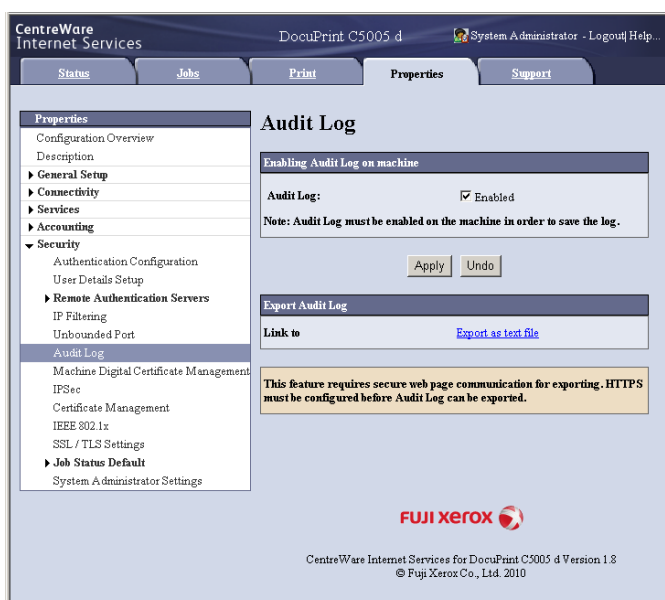 CentreWare
Internet Services
DocuPrint C5005 d
System Administrator - Logout| Help...
Status
Jobs
Print
Properties
Support
Properties
Configuration Overview
Description
General Setup
Connectivity
Services
Accounting
Security
Authentication Configuration
User Details Setup
Remote Authentication Servers
IP Filtering
Unbounded Port
Audit Log
Machine Digital Certificate Management
IPSec
Certificate Management
IEEE 802.1x
SSL / TLS Settings
Job Status Default
System Administrator Settings
Audit Log
Enabling Audit Log on machine
Audit Log:
Enabled
Note: Audit Log must be enabled on the machine in order to save the log.
Apply
Undo
Export Audit Log
Link to
Export as text file
This feature requires secure web page communication for exporting. HTTPS
must be configured before Audit Log can be exported.
FUJI xerox
CentreWare Internet Services for DocuPrint C5005 d Version 1.8
© Fuji Xerox Co., Ltd. 2010